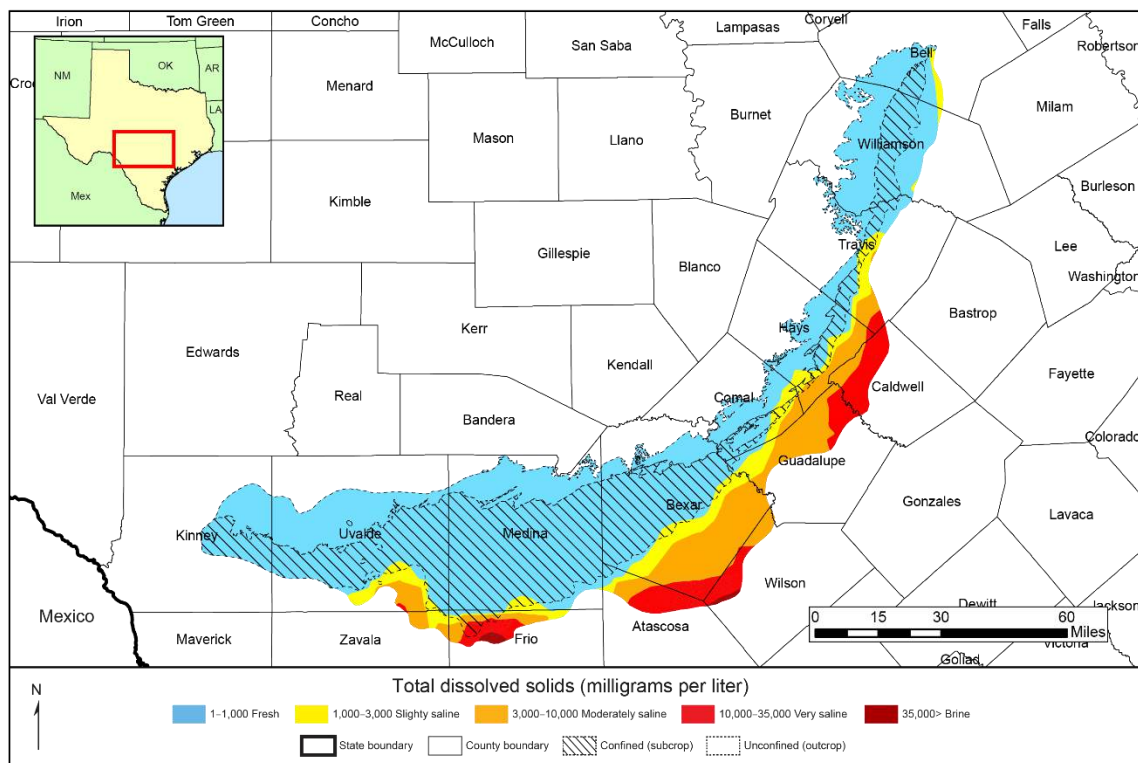 Irion
Tom Green
Concho
McCulloch
San Saba
Lampasas
Coryell
Falls
Robertson
Bell
NM
OK
AR
LA
Mex
Cro
Menard
Mason
Llano
Burnet
Milam
Williamson
Burleson
Kimble
Travis
Lee
Washington
Gillespie
Blanco
Bastrop
Hays
Kerr
Edwards
Kendall
Fayette
Caldwell
Real
Comal
Val Verde
Bandera
Colorado
Guadalupe
Gonzales
Bexar
Lavaca
Kinney
Uvalde
Medina
Wilson
Mexico
Dewitt
Jackson
Maverick
Zavala
Frio
Atascosa
0 15 30 60
Miles
Victoria
Goliad
N
Total dissolved solids (milligrams per liter)
1–1,000 Fresh
1,000–3,000 Slighty saline
3,000–10,000 Moderately saline
10,000–35,000 Very saline
35,000> Brine
State boundary
County boundary
Confined (subcrop)
Unconfined (outcrop)